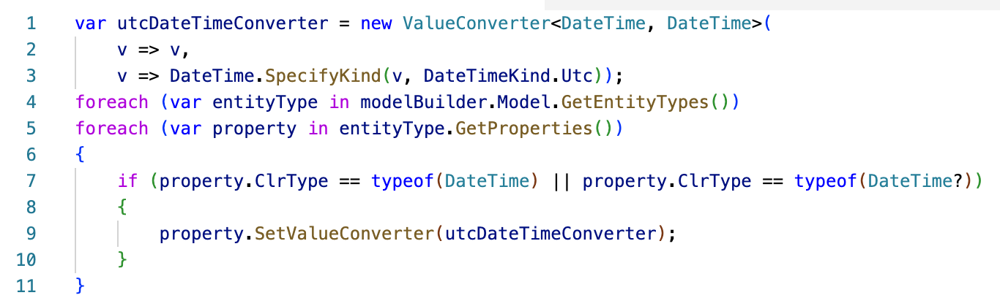 1 var utcDateTimeConverter = new ValueConverter<DateTime, DateTime>(
2     v => v,
3     v => DateTime.SpecifyKind(v, DateTimeKind.Utc));
4 foreach (var entityType in modelBuilder.Model.GetEntityTypes())
5 foreach (var property in entityType.GetProperties())
6 {
7     if (property.ClrType == typeof(DateTime) || property.ClrType == typeof(DateTime?))
8     {
9         property.SetValueConverter(utcDateTimeConverter);
10     }
11 }